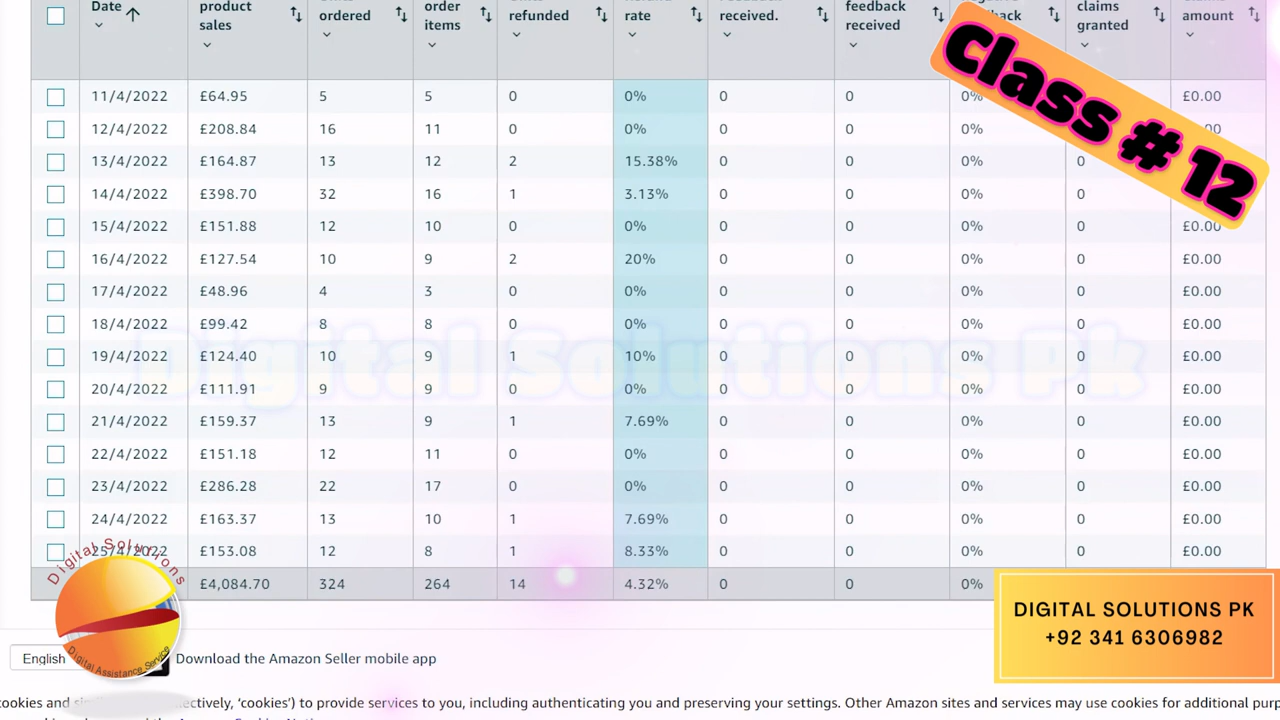 Date product sales ordered order items refunded rate received. feedback received claims granted amount
Class # 12
11/4/2022 £64.95 5 5 0 0% 0 0 0% £0.00
12/4/2022 £208.84 16 11 0 0% 0 0 0%
13/4/2022 £164.87 13 12 2 15.38% 0 0 0% 0
14/4/2022 £398.70 32 16 1 3.13% 0 0 0% 0
15/4/2022 £151.88 12 10 0 0% 0 0 0% 0 £0.00
16/4/2022 £127.54 10 9 2 20% 0 0 0% 0 £0.00
17/4/2022 £48.96 4 3 0 0% 0 0 0% 0 £0.00
18/4/2022 £99.42 8 8 0 0% 0 0 0% 0 £0.00
19/4/2022 £124.40 10 9 1 10% 0 0 0% 0 £0.00
Digital Solutions Pk
20/4/2022 £111.91 9 9 0 0% 0 0 0% 0 £0.00
21/4/2022 £159.37 13 9 1 7.69% 0 0 0% 0 £0.00
22/4/2022 £151.18 12 11 0 0% 0 0 0% 0 £0.00
23/4/2022 £286.28 22 17 0 0% 0 0 0% 0 £0.00
24/4/2022 £163.37 13 10 1 7.69% 0 0 0% 0 £0.00
25/4/2022 £153.08 12 8 1 8.33% 0 0 0% 0 £0.00
£4,084.70 324 264 14 4.32% 0 0 0%
Digital Solutions
Digital Assistance Service
DIGITAL SOLUTIONS PK
+92 341 6306982
English
Download the Amazon Seller mobile app
cookies and ‘cookies’) to provide services to you, including authenticating you and preserving your settings. Other Amazon sites and services may use cookies for additional